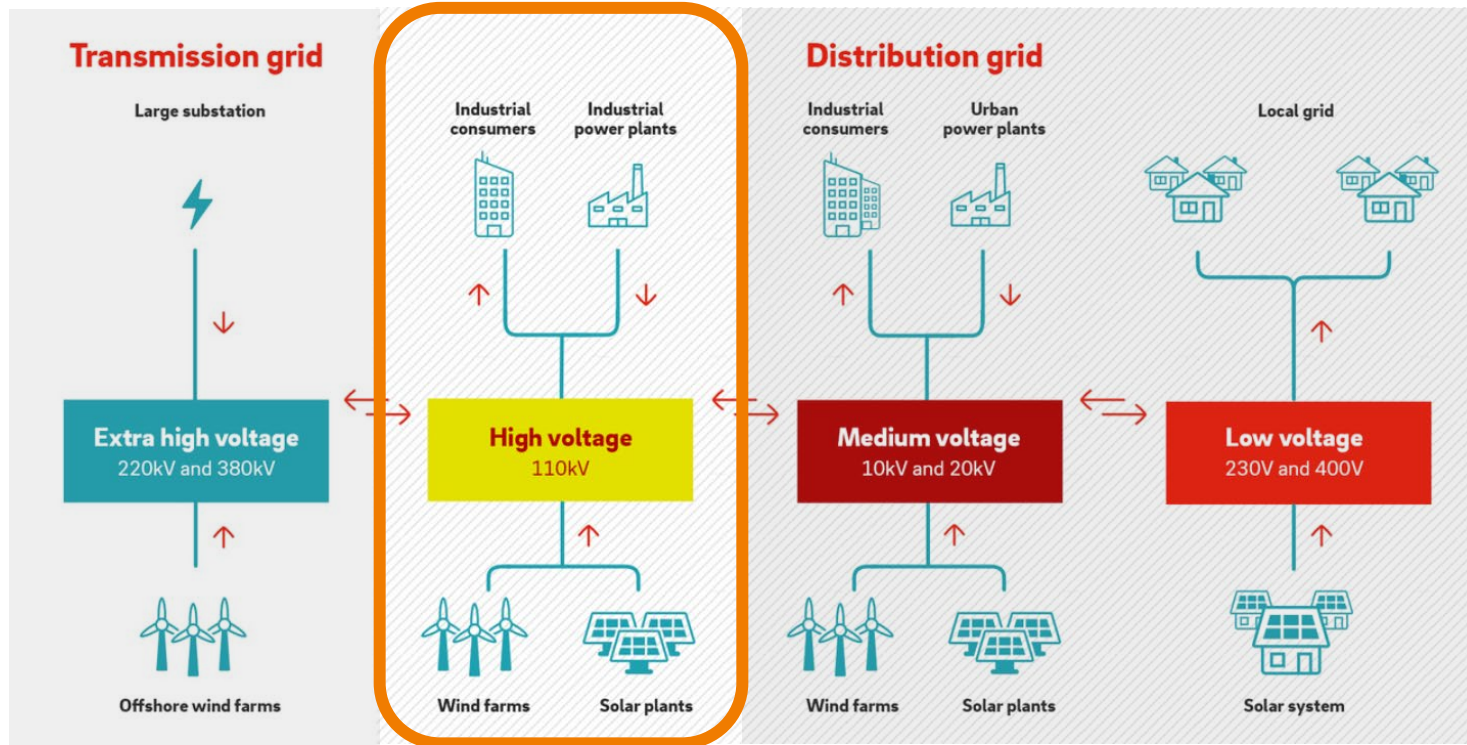 Transmission grid
Distribution grid
Large substation
Industrial
consumers
Industrial
power plants
Industrial
consumers
Urban
power plants
Local grid
Extra high voltage
220kV and 380kV
High voltage
110kV
Medium voltage
10kV and 20kV
Low voltage
230V and 400V
Offshore wind farms
Wind farms
Solar plants
Wind farms
Solar plants
Solar system